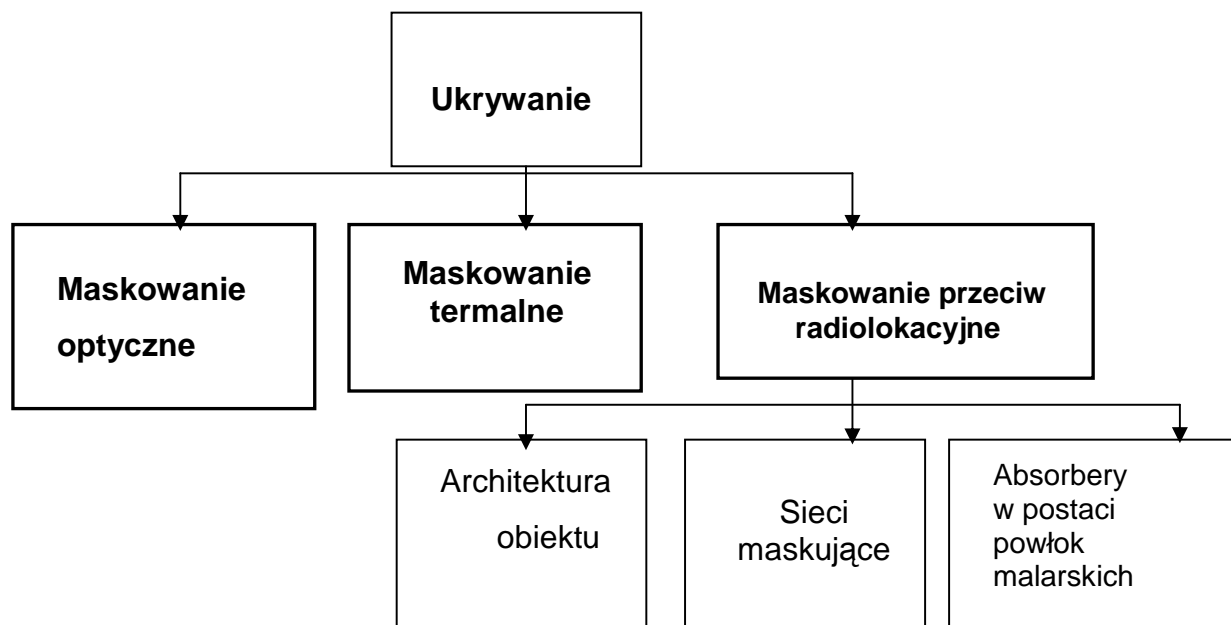 Ukrywanie
Maskowanie
optyczne
Maskowanie
termalne
Maskowanie przeciw
radiolokacyjne
Architektura
obiektu
Sieci
maskujące
Absorbery
w postaci
powłok
malarskich